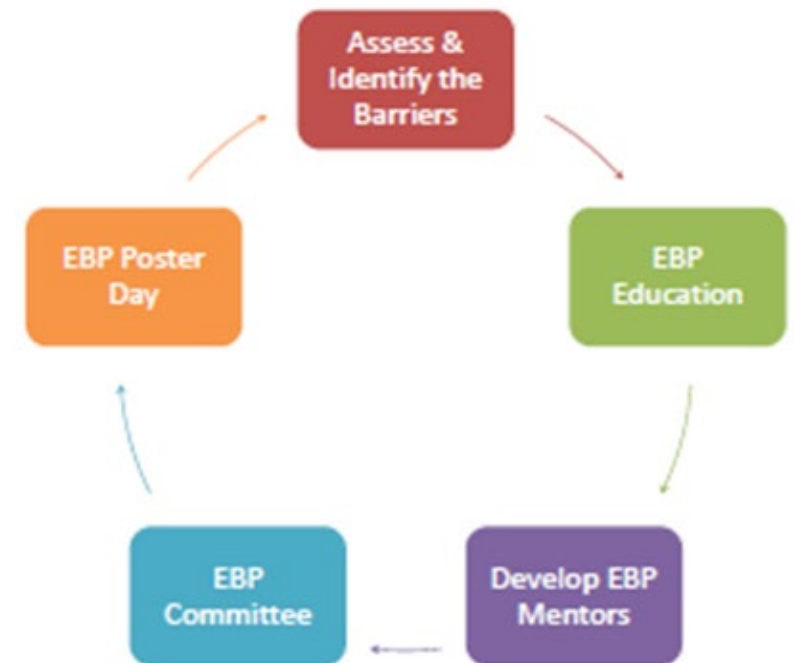 Assess &
Identify the
Barriers
EBP
Education
Develop EBP
Mentors
EBP
Committee
EBP Poster
Day